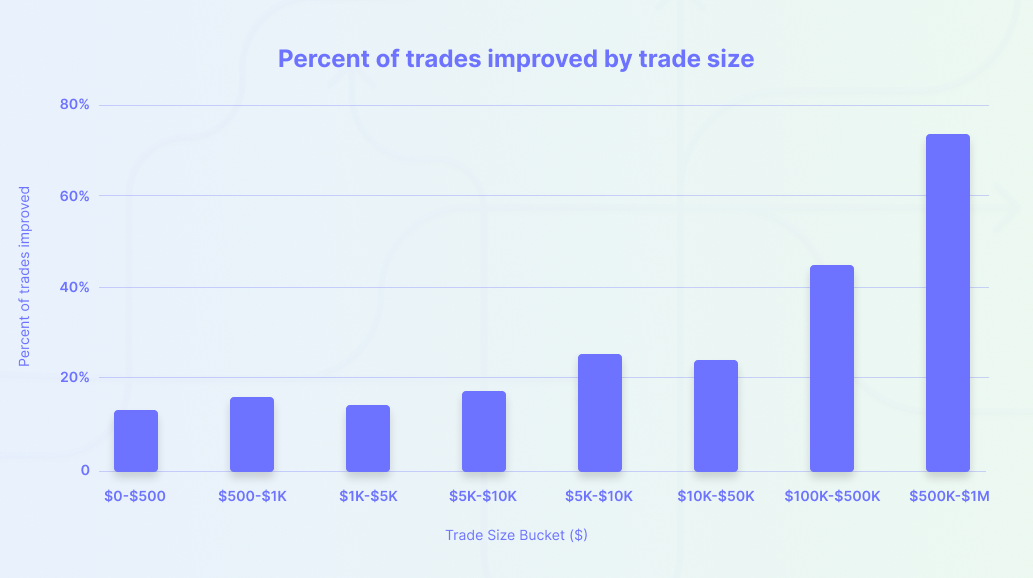 Percent of trades improved by trade size
Percent of trades improved
80%
60%
40%
20%
0
$0-$500
$500-$1K
$1K-$5K
$5K-$10K
$5K-$10K
$10K-$50K
$100K-$500K
$500K-$1M
Trade Size Bucket ($)